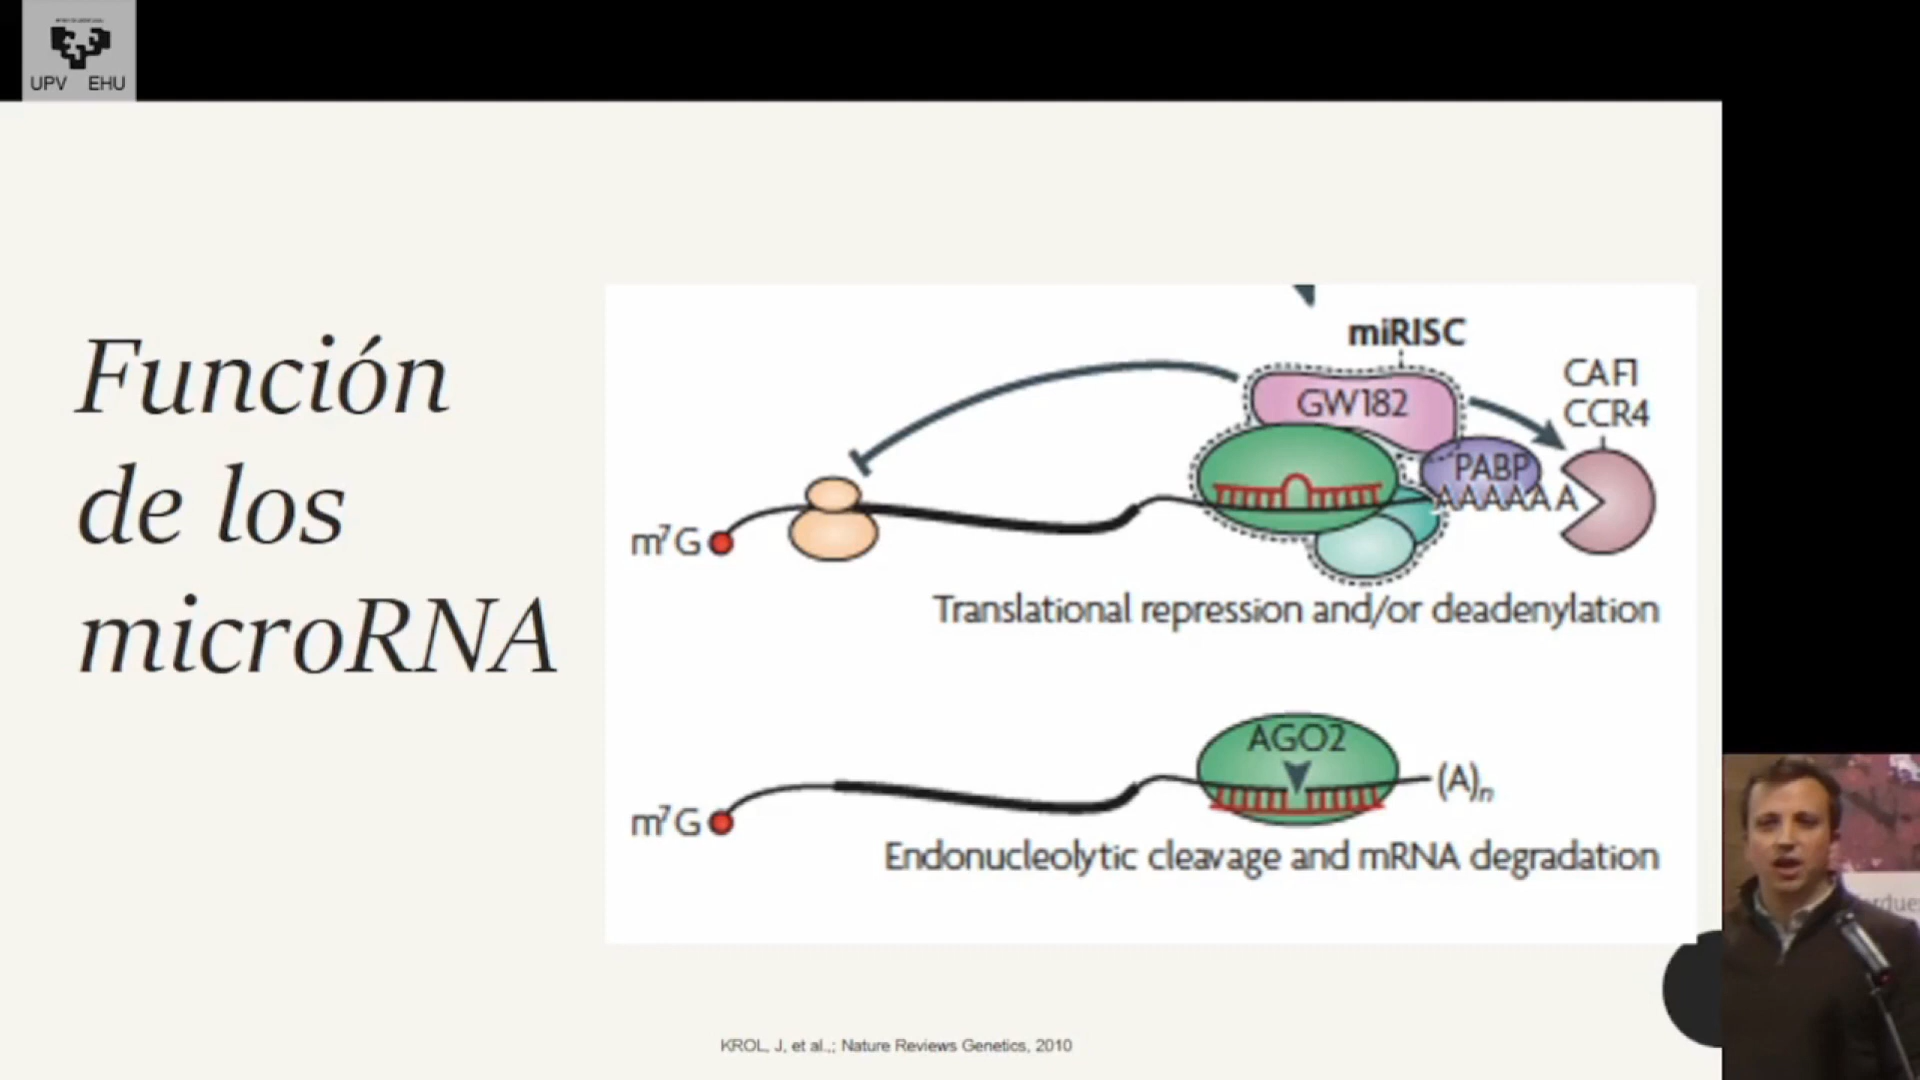 UPV EHU
Función
de los
microRNA
miRISC
GW182
CAF1
CCR4
PABP
AAAAAA
m⁷G
Translational repression and/or deadenylation
AGO2
(A)n
m⁷G
Endonucleolytic cleavage and mRNA degradation
KROL, J, et al.,; Nature Reviews Genetics, 2010